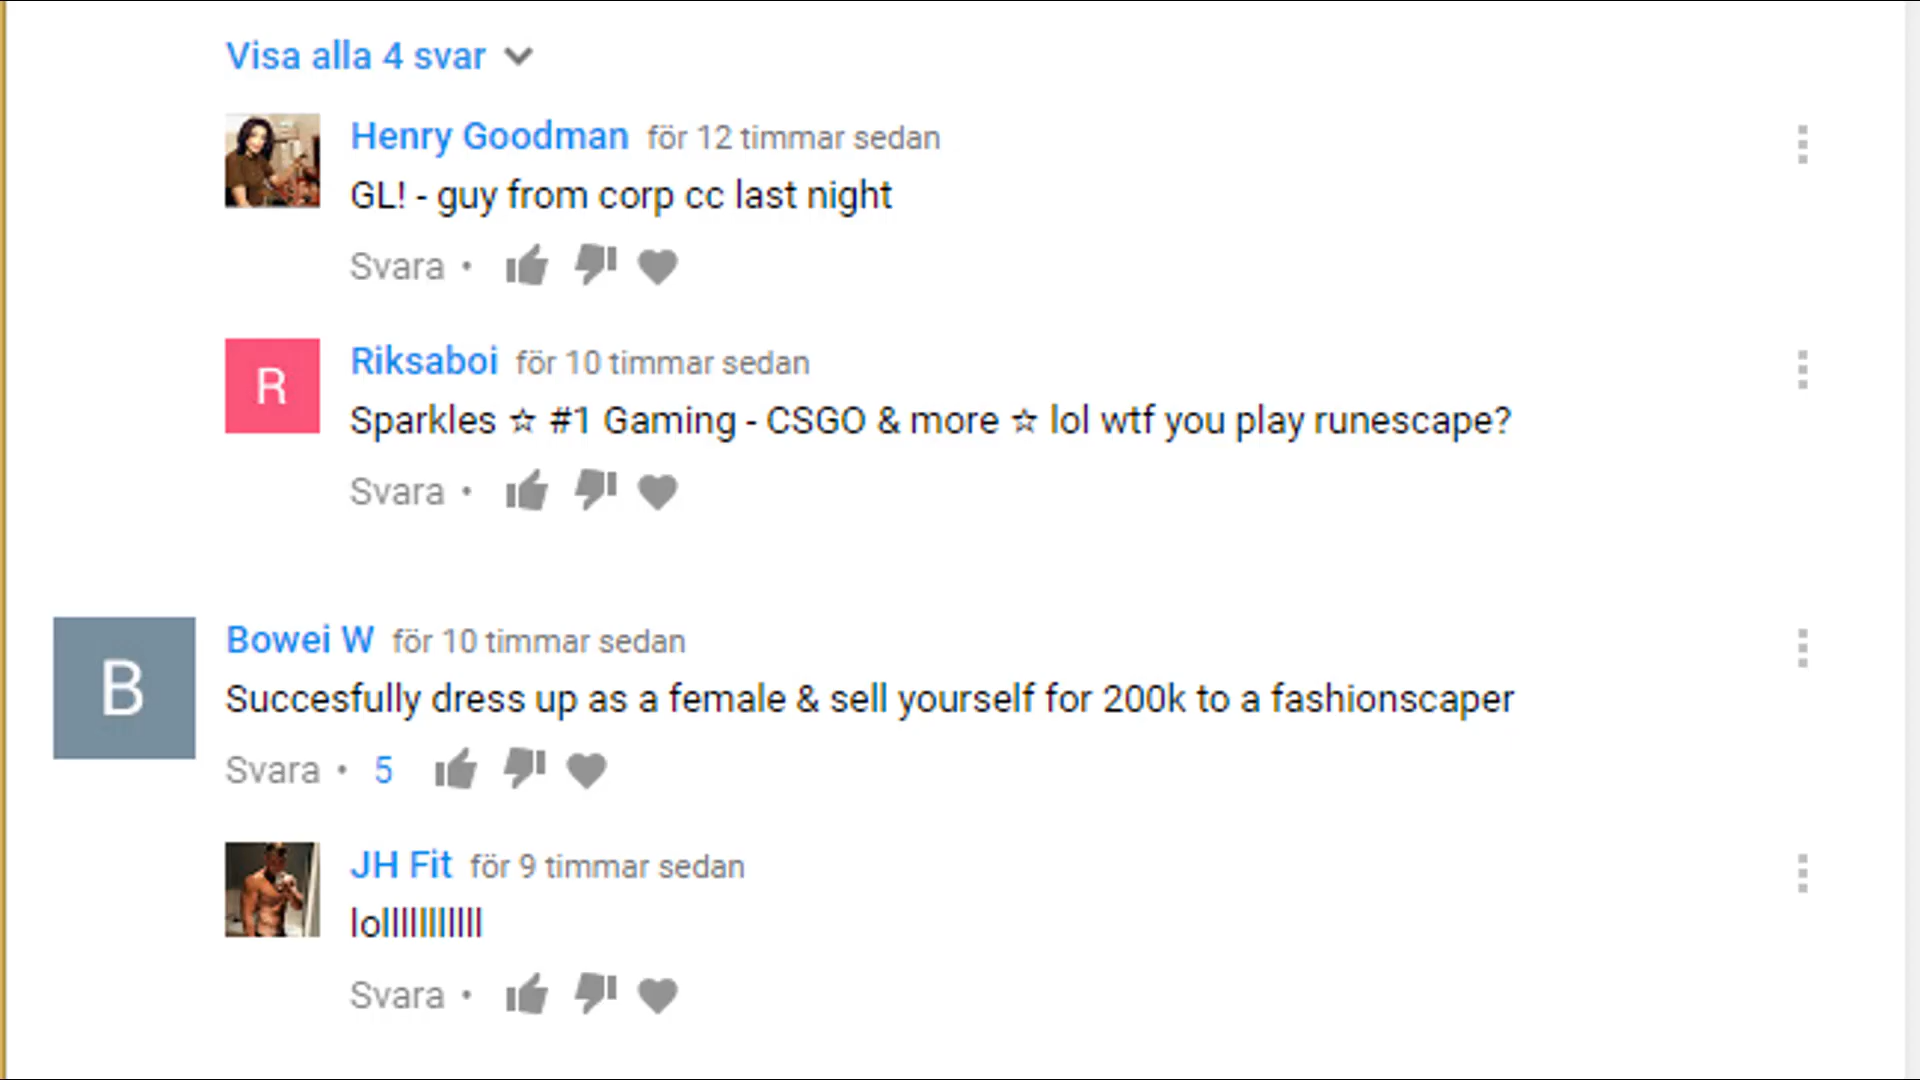 Visa alla 4 svar
Henry Goodman för 12 timmar sedan
GL! - guy from corp cc last night
Svara •
R
Riksaboi för 10 timmar sedan
Sparkles ☆ #1 Gaming - CSGO & more ☆ lol wtf you play runescape?
Svara •
B
Bowei W för 10 timmar sedan
Succesfully dress up as a female & sell yourself for 200k to a fashionscaper
Svara • 5
JH Fit för 9 timmar sedan
lolllllllllll
Svara •